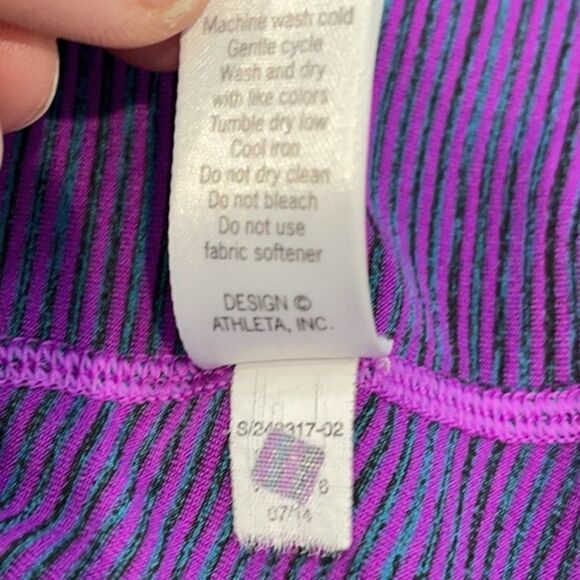 Machine wash cold
Gentle cycle
Wash and dry
with like colors
Tumble dry low
Cool iron
Do not dry clean
Do not bleach
Do not use
fabric softener
DESIGN ©
ATHLETA, INC.
6
07/14